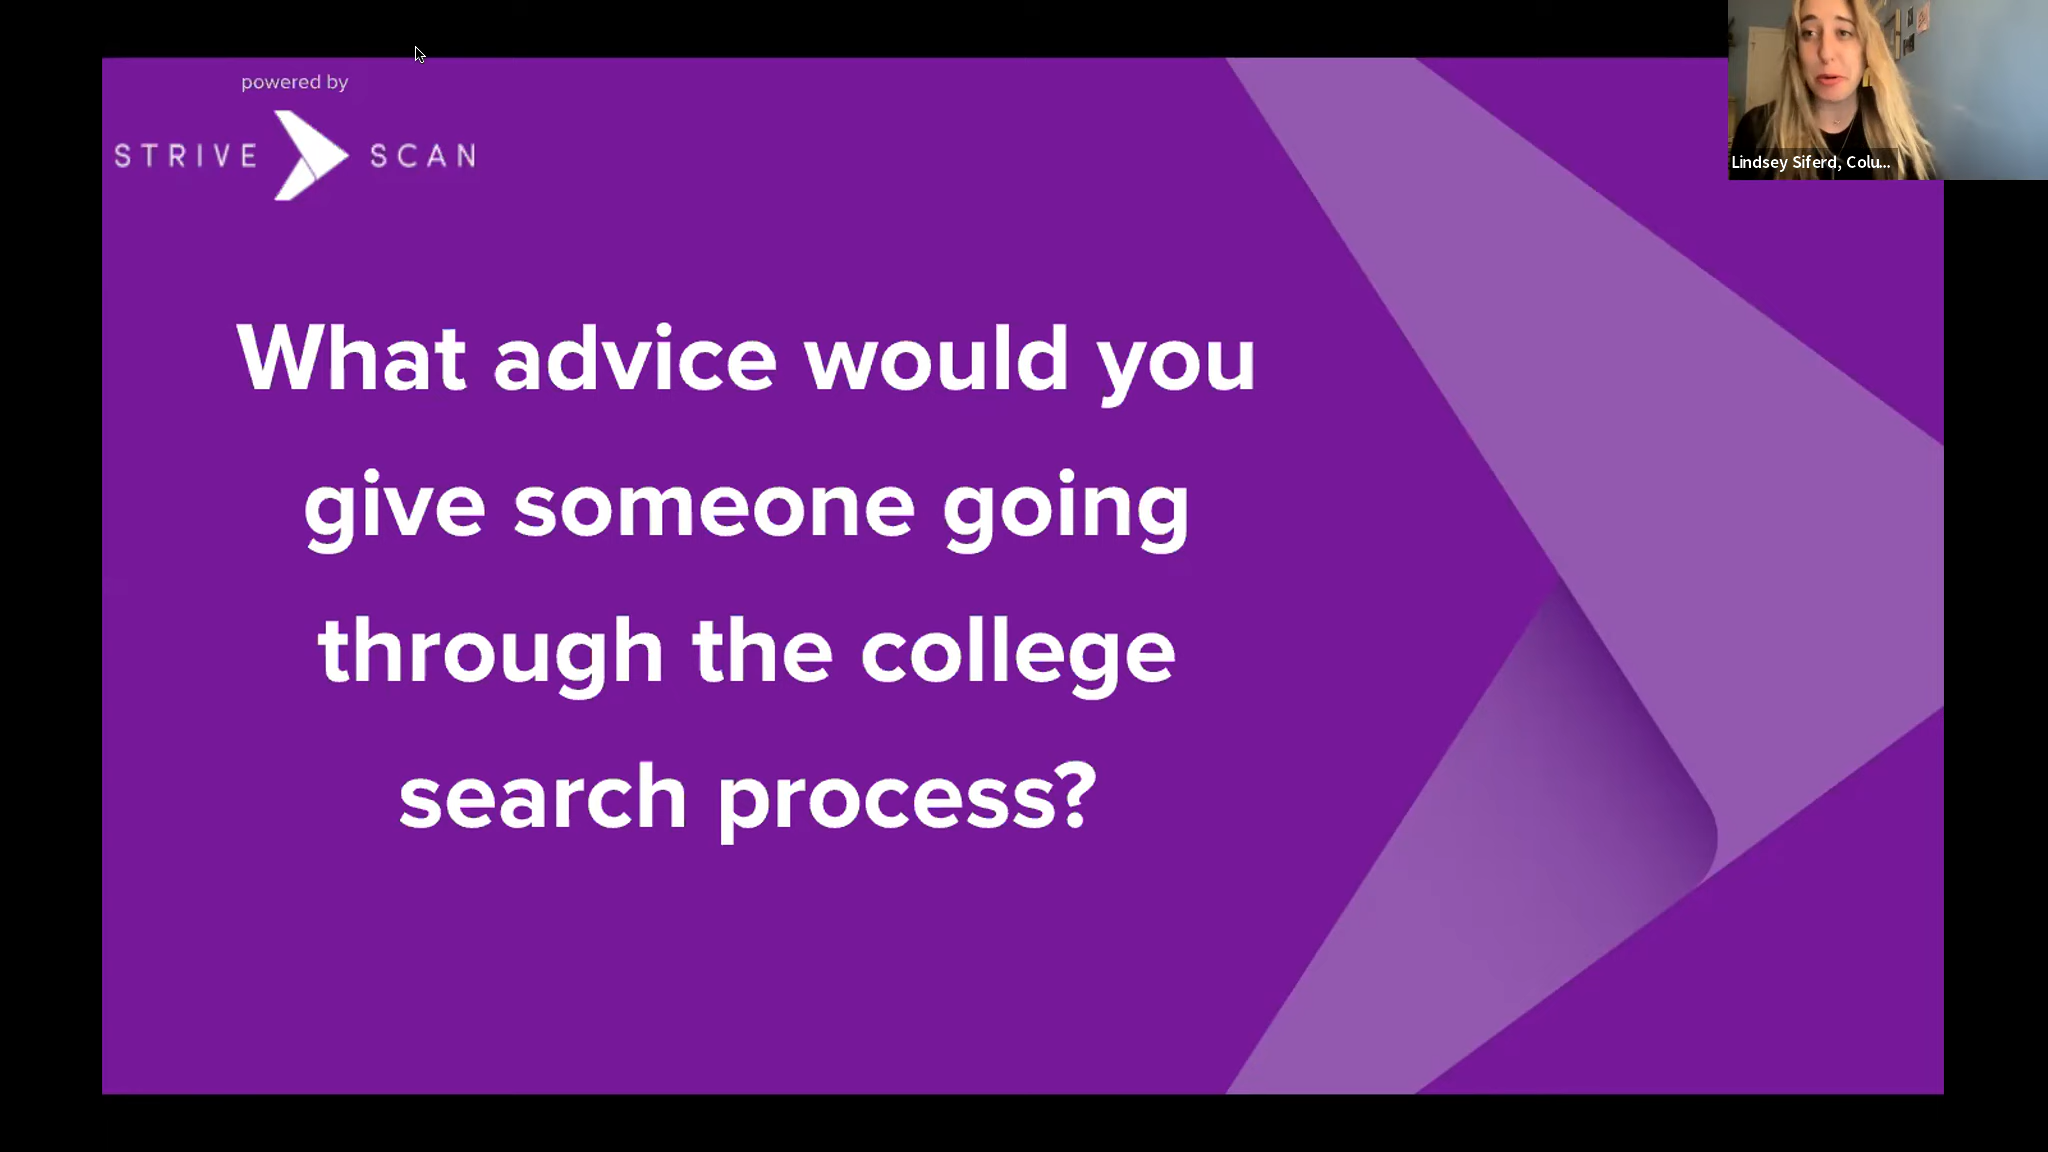 powered by
STRIVE SCAN
Lindsey Siferd, Colu...
What advice would you
give someone going
through the college
search process?